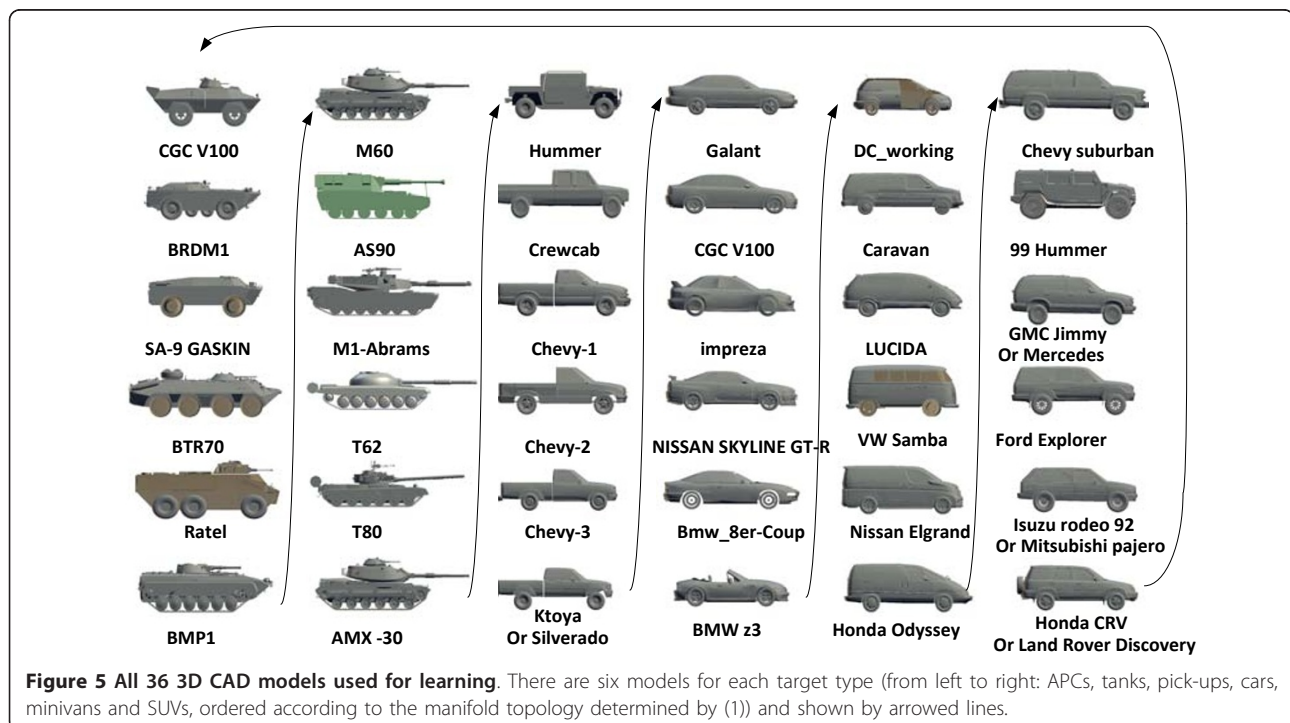 CGC V100
M60
Hummer
Galant
DC_working
Chevy suburban
BRDM1
AS90
Crewcab
CGC V100
Caravan
99 Hummer
SA-9 GASKIN
M1-Abrams
Chevy-1
impreza
LUCIDA
GMC Jimmy
Or Mercedes
BTR70
T62
Chevy-2
NISSAN SKYLINE GT-R
VW Samba
Ford Explorer
Ratel
T80
Chevy-3
Bmw_8er-Coup
Nissan Elgrand
Isuzu rodeo 92
Or Mitsubishi pajero
BMP1
AMX -30
Ktoya
Or Silverado
BMW z3
Honda Odyssey
Honda CRV
Or Land Rover Discovery
Figure 5 All 36 3D CAD models used for learning. There are six models for each target type (from left to right: APCs, tanks, pick-ups, cars,
minivans and SUVs, ordered according to the manifold topology determined by (1)) and shown by arrowed lines.